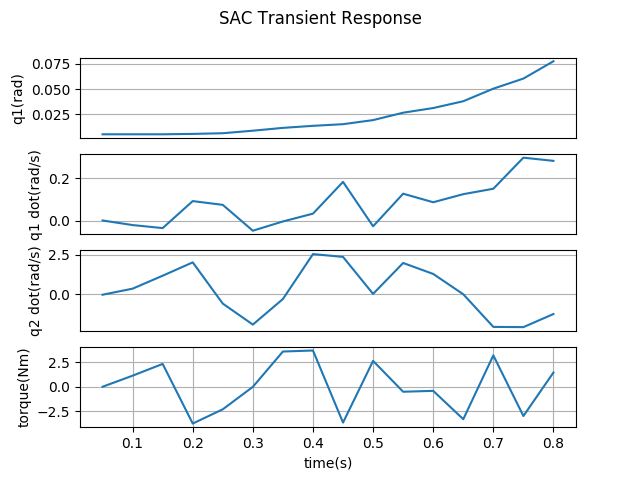 SAC Transient Response
q1(rad)
0.075
0.050
0.025
q1 dot(rad/s)
0.2
0.0
q2 dot(rad/s)
2.5
0.0
torque(Nm)
2.5
0.0
−2.5
0.1 0.2 0.3 0.4 0.5 0.6 0.7 0.8
time(s)